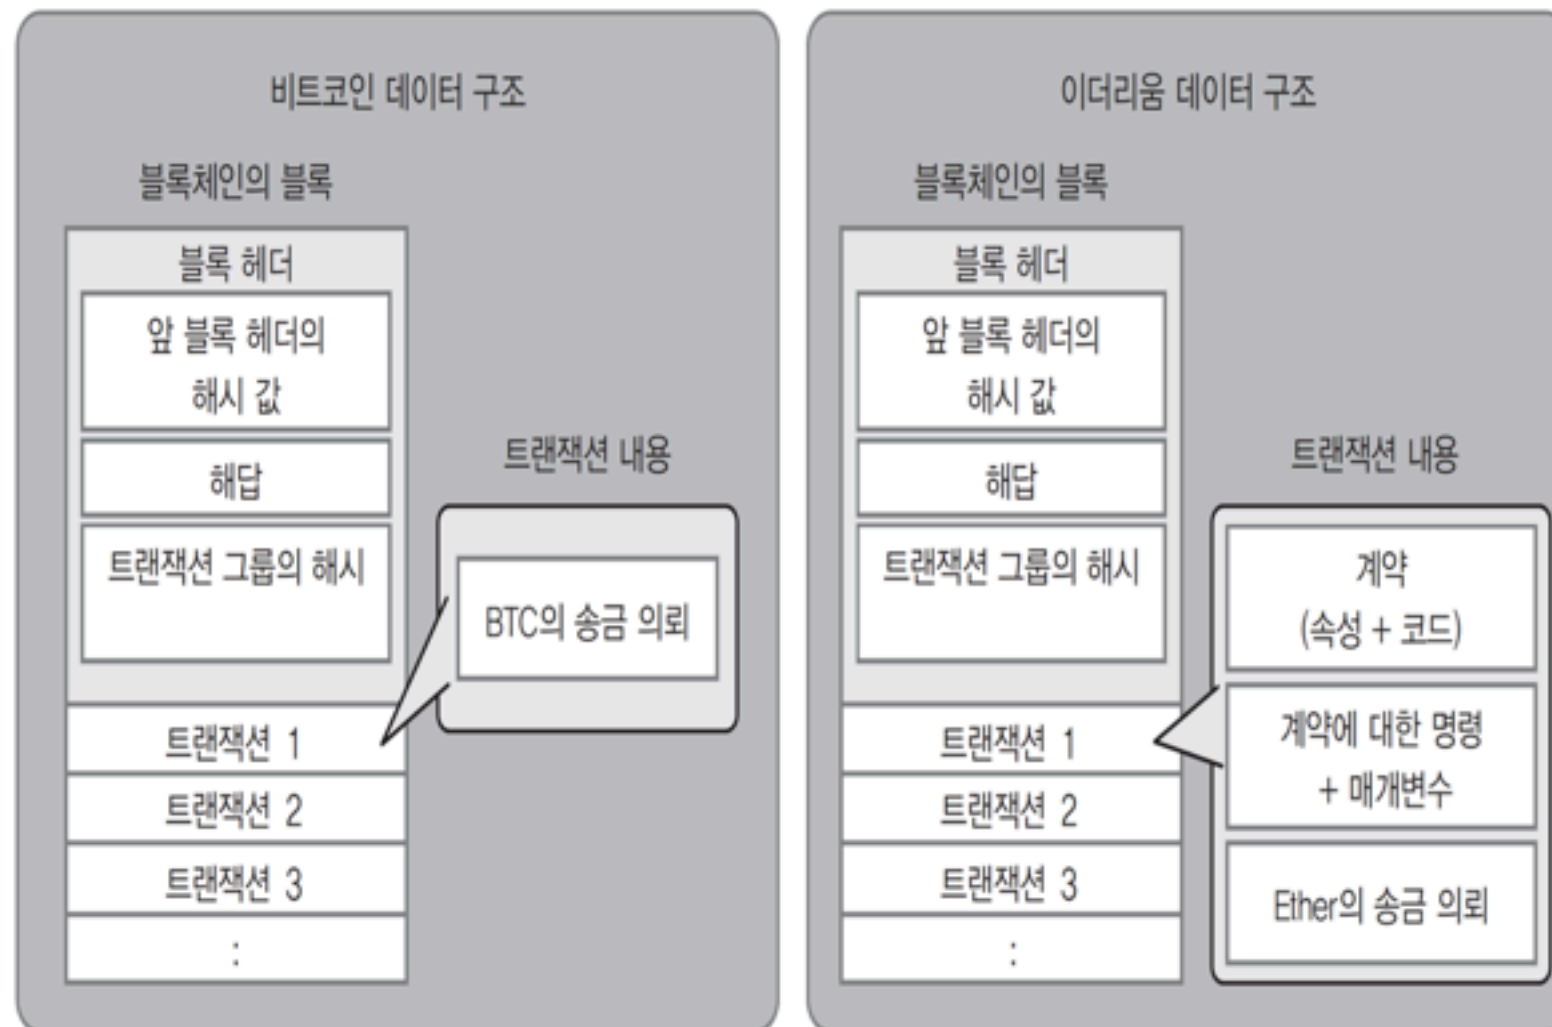 비트코인 데이터 구조
블록체인의 블록
블록 헤더
앞 블록 헤더의
해시 값
해답
트랜잭션 그룹의 해시
트랜잭션 1
트랜잭션 2
트랜잭션 3
:
트랜잭션 내용
BTC의 송금 의뢰
이더리움 데이터 구조
블록체인의 블록
블록 헤더
앞 블록 헤더의
해시 값
해답
트랜잭션 그룹의 해시
트랜잭션 1
트랜잭션 2
트랜잭션 3
:
트랜잭션 내용
계약
(속성 + 코드)
계약에 대한 명령
+ 매개변수
Ether의 송금 의뢰